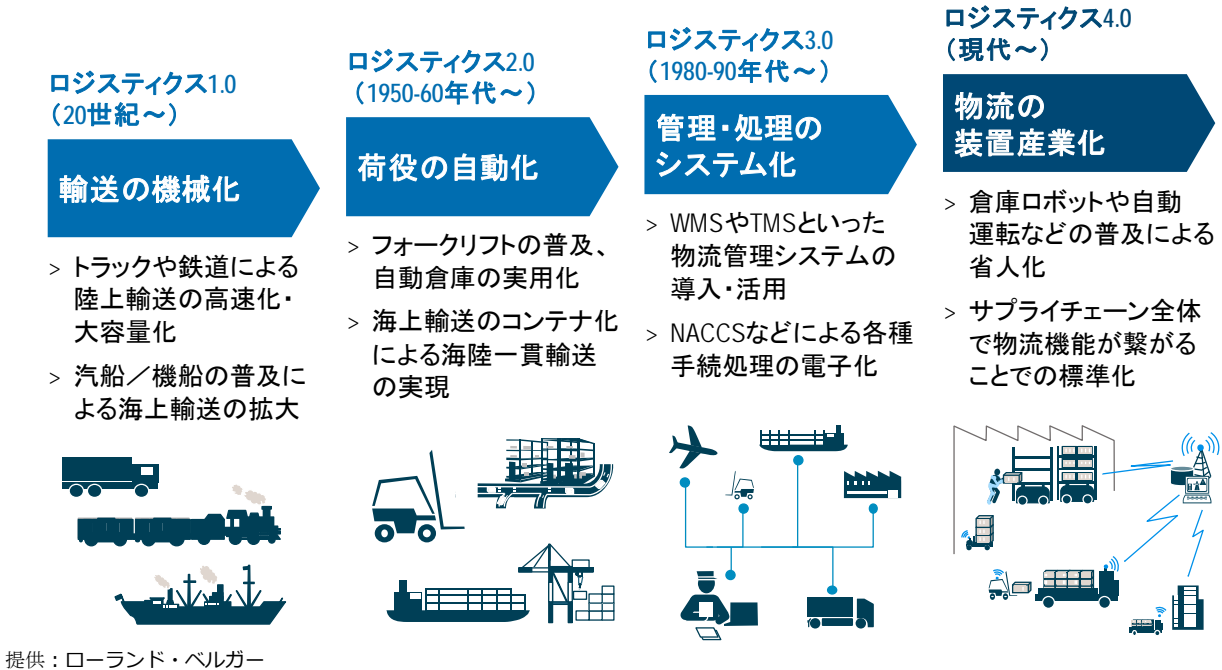 ロジスティクス1.0
（20世紀～）
輸送の機械化
> トラックや鉄道による
陸上輸送の高速化・
大容量化
> 汽船／機船の普及に
よる海上輸送の拡大
ロジスティクス2.0
（1950-60年代～）
荷役の自動化
> フォークリフトの普及、
自動倉庫の実用化
> 海上輸送のコンテナ化
による海陸一貫輸送
の実現
ロジスティクス3.0
（1980-90年代～）
管理・処理の
システム化
> WMSやTMSといった
物流管理システムの
導入・活用
> NACCSなどによる各種
手続処理の電子化
ロジスティクス4.0
（現代～）
物流の
装置産業化
> 倉庫ロボットや自動
運転などの普及による
省人化
> サプライチェーン全体
で物流機能が繋がる
ことでの標準化
提供：ローランド・ベルガー